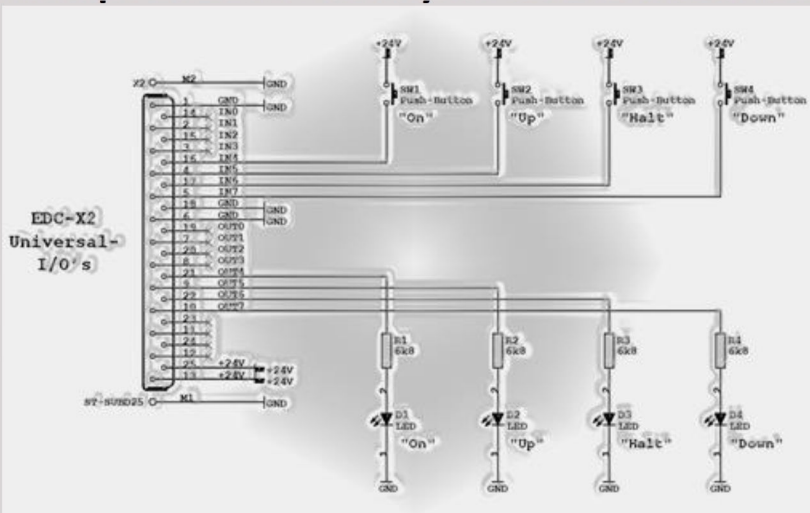 +24V +24V +24V +24V
X2 M2 GND
SW1 SW2 SW3 SW4
Push-Button Push-Button Push-Button Push-Button
"On" "Up" "Halt" "Down"
1 GND GND
14 IN0
2 IN1
15 IN2
3 IN3
16 IN4
4 IN5
17 IN6
5 IN7
18 GND GND
6 GND GND
EDC-X2
Universal-
I/O's
19 OUT0
7 OUT1
20 OUT2
8 OUT3
21 OUT4
9 OUT5
22 OUT6
10 OUT7
23
11
24
12
25 +24V +24V
13 +24V +24V
ST-SUBD25 M1 GND
R1 R2 R3 R4
6k8 6k8 6k8 6k8
2 2 2 2
D1 D2 D3 D4
LED LED LED LED
"On" "Up" "Halt" "Down"
GND GND GND GND